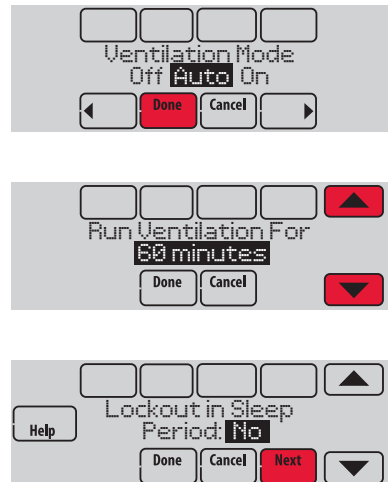 Ventilation Mode
Off Auto On
Done Cancel
Run Ventilation For
60 minutes
Done Cancel
Lockout in Sleep
Help
Period: No
Done Cancel Next